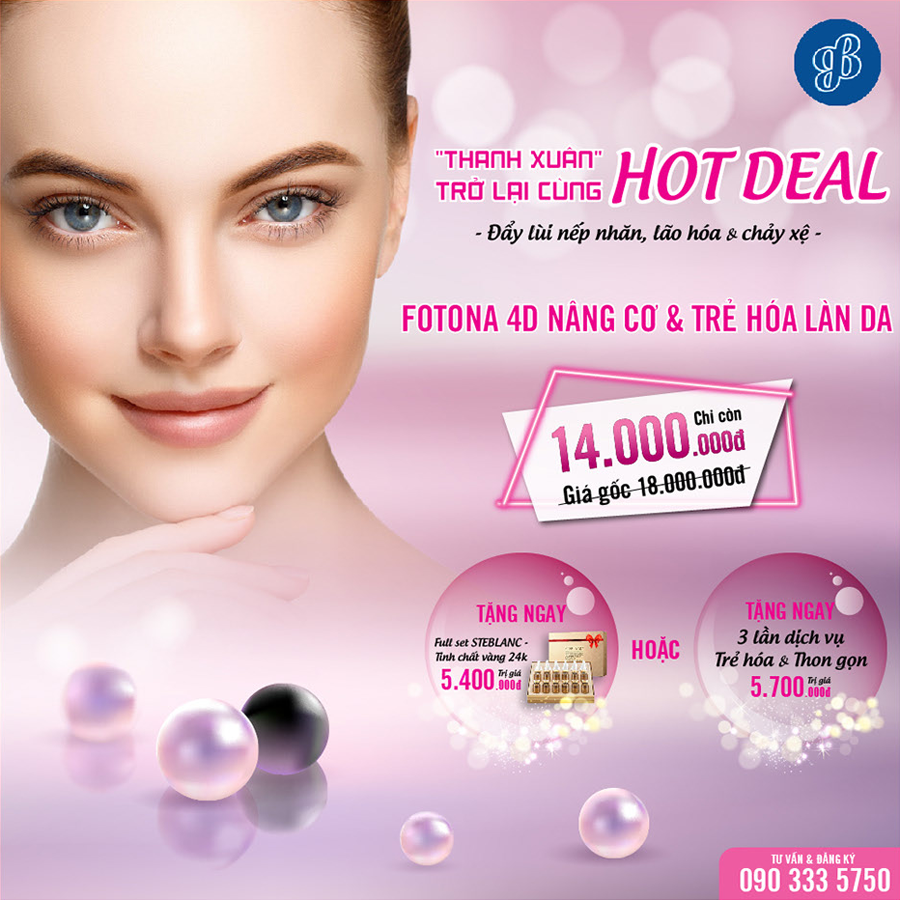 gB
"THANH XUÂN"
TRỞ LẠI CÙNG
HOT DEAL
- Đẩy lùi nếp nhăn, lão hóa & chảy xệ -
FOTONA 4D NÂNG CƠ & TRẺ HÓA LÀN DA
Chỉ còn
14.000.000đ
Giá gốc 18.000.000đ
TẶNG NGAY
Full set STEBLANC -
Tinh chất vàng 24k
Trị giá
5.400.000đ
HOẶC
TẶNG NGAY
3 lần dịch vụ
Trẻ hóa & Thon gọn
Trị giá
5.700.000đ
TƯ VẤN & ĐĂNG KÝ
090 333 5750